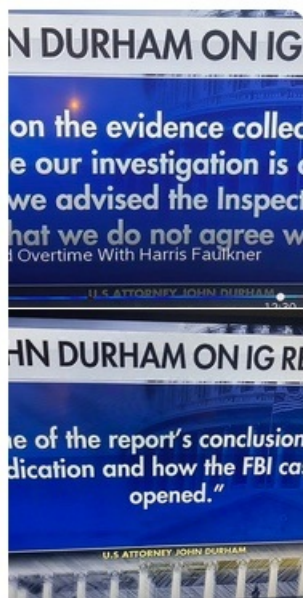 N DURHAM ON IG
on the evidence collec
e our investigation is
we advised the Inspect
hat we do not agree w
Overtime With Harris Faulkner
U.S ATTORNEY JOHN DURHAM
12:30
HN DURHAM ON IG R
e of the report's conclusion
dication and how the FBI ca
opened."
U.S ATTORNEY JOHN DURHAM